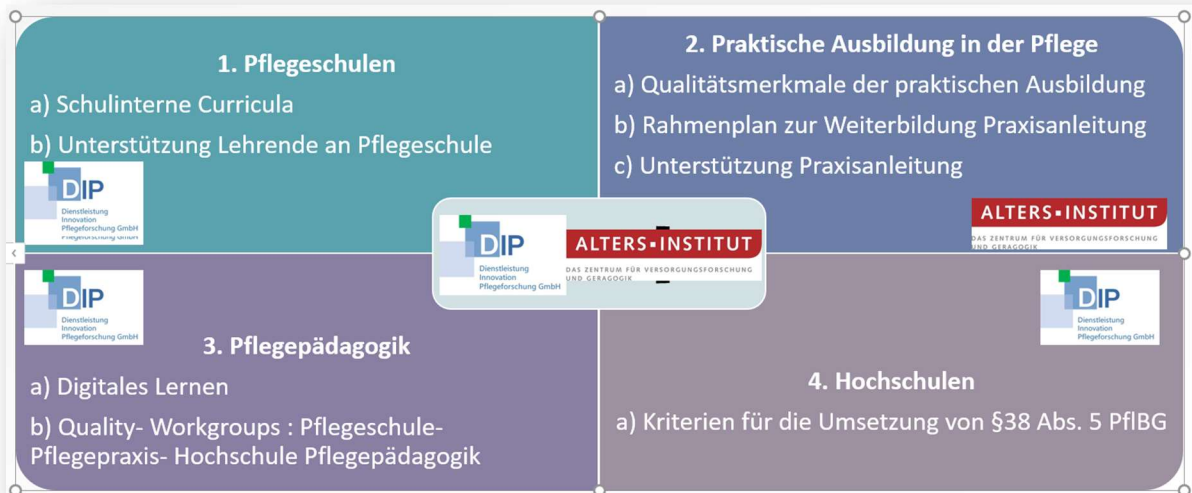 1. Pflegeschulen
a) Schulinterne Curricula
b) Unterstützung Lehrende an Pflegeschule
DIP
Dienstleistung
Innovation
Pflegeforschung GmbH
Pflegeforschung GmbH
2. Praktische Ausbildung in der Pflege
a) Qualitätsmerkmale der praktischen Ausbildung
b) Rahmenplan zur Weiterbildung Praxisanleitung
c) Unterstützung Praxisanleitung
ALTERS-INSTITUT
DAS ZENTRUM FÜR VERSORGUNGSFORSCHUNG
UND GERAGOGIK
DIP
Dienstleistung
Innovation
Pflegeforschung GmbH
ALTERS-INSTITUT
DAS ZENTRUM FÜR VERSORGUNGSFORSCHUNG
UND GERAGOGIK
DIP
Dienstleistung
Innovation
Pflegeforschung GmbH
3. Pflegepädagogik
a) Digitales Lernen
b) Quality- Workgroups : Pflegeschule-
Pflegepraxis- Hochschule Pflegepädagogik
DIP
Dienstleistung
Innovation
Pflegeforschung GmbH
4. Hochschulen
a) Kriterien für die Umsetzung von §38 Abs. 5 PflBG